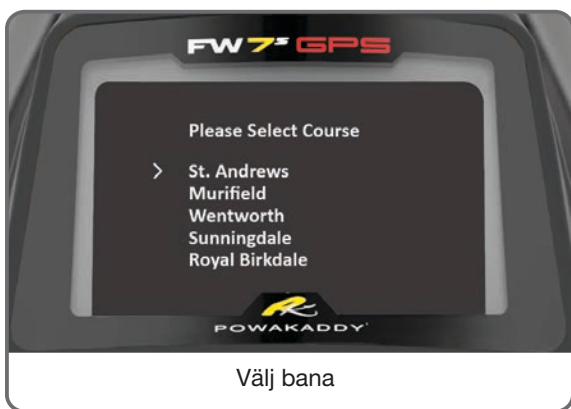 FW7s GPS
Please Select Course
> St. Andrews
Murifield
Wentworth
Sunningdale
Royal Birkdale
POWAKADDY
Välj bana